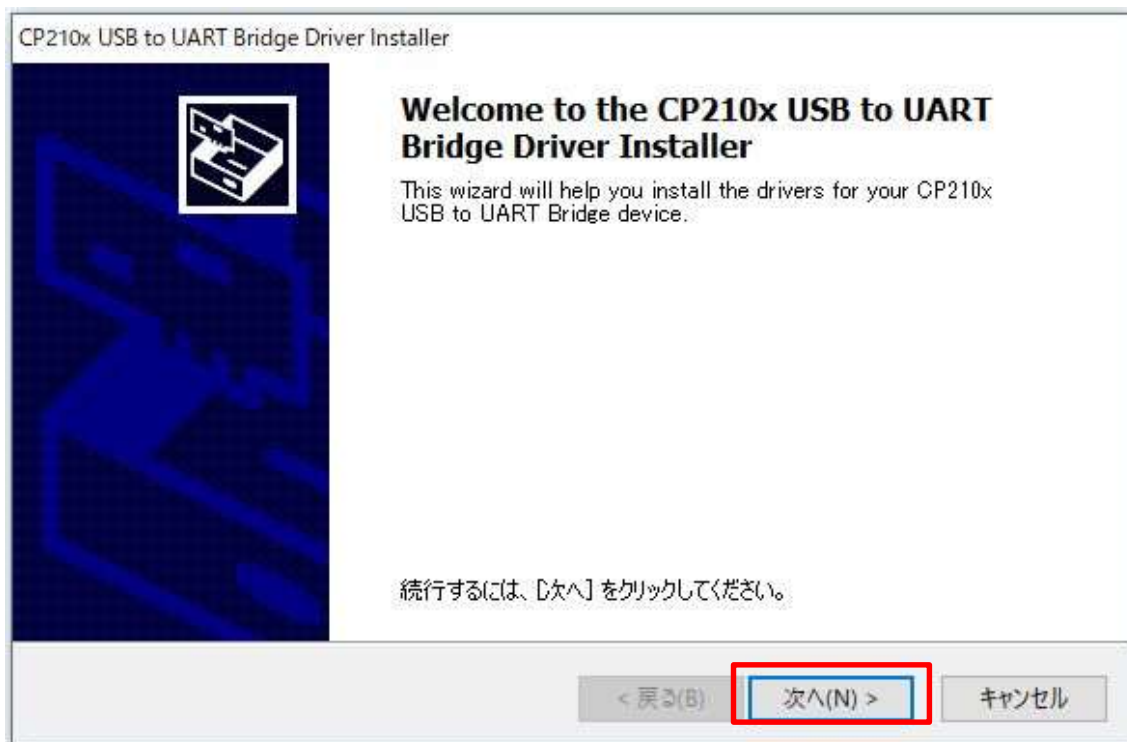 CP210x USB to UART Bridge Driver Installer
Welcome to the CP210x USB to UART
Bridge Driver Installer
This wizard will help you install the drivers for your CP210x
USB to UART Bridge device.
続行するには、[次へ] をクリックしてください。
< 戻る(B)
次へ(N) >
キャンセル